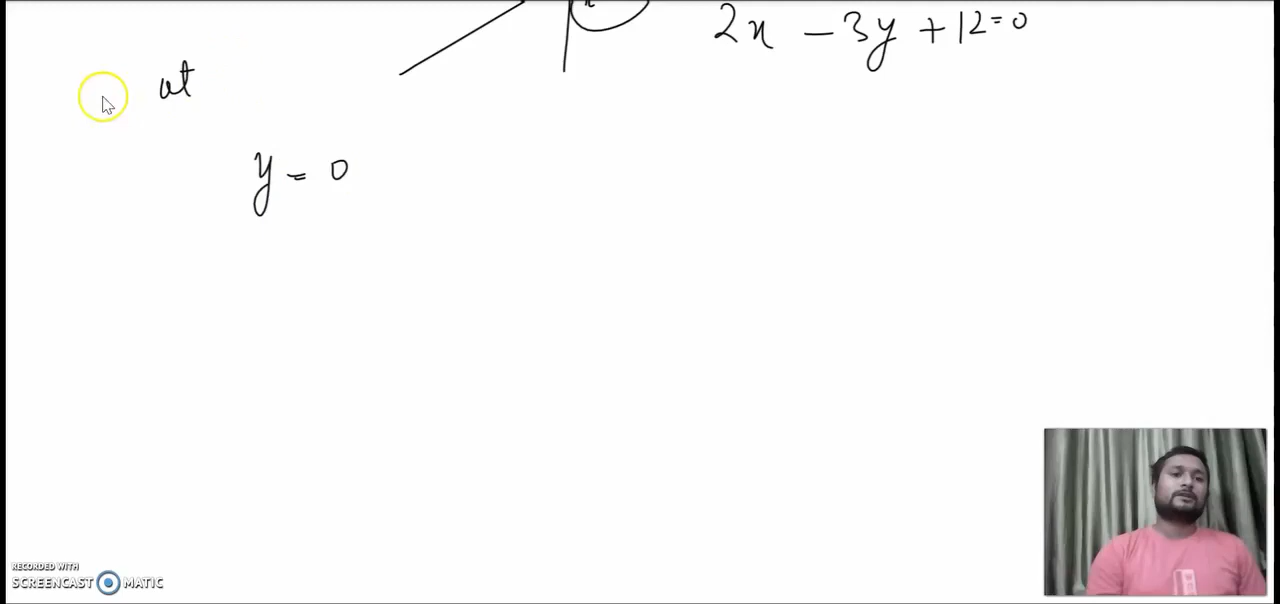 2x - 3y + 12 = 0
at
y = 0
RECORDED WITH
SCREENCAST MATIC